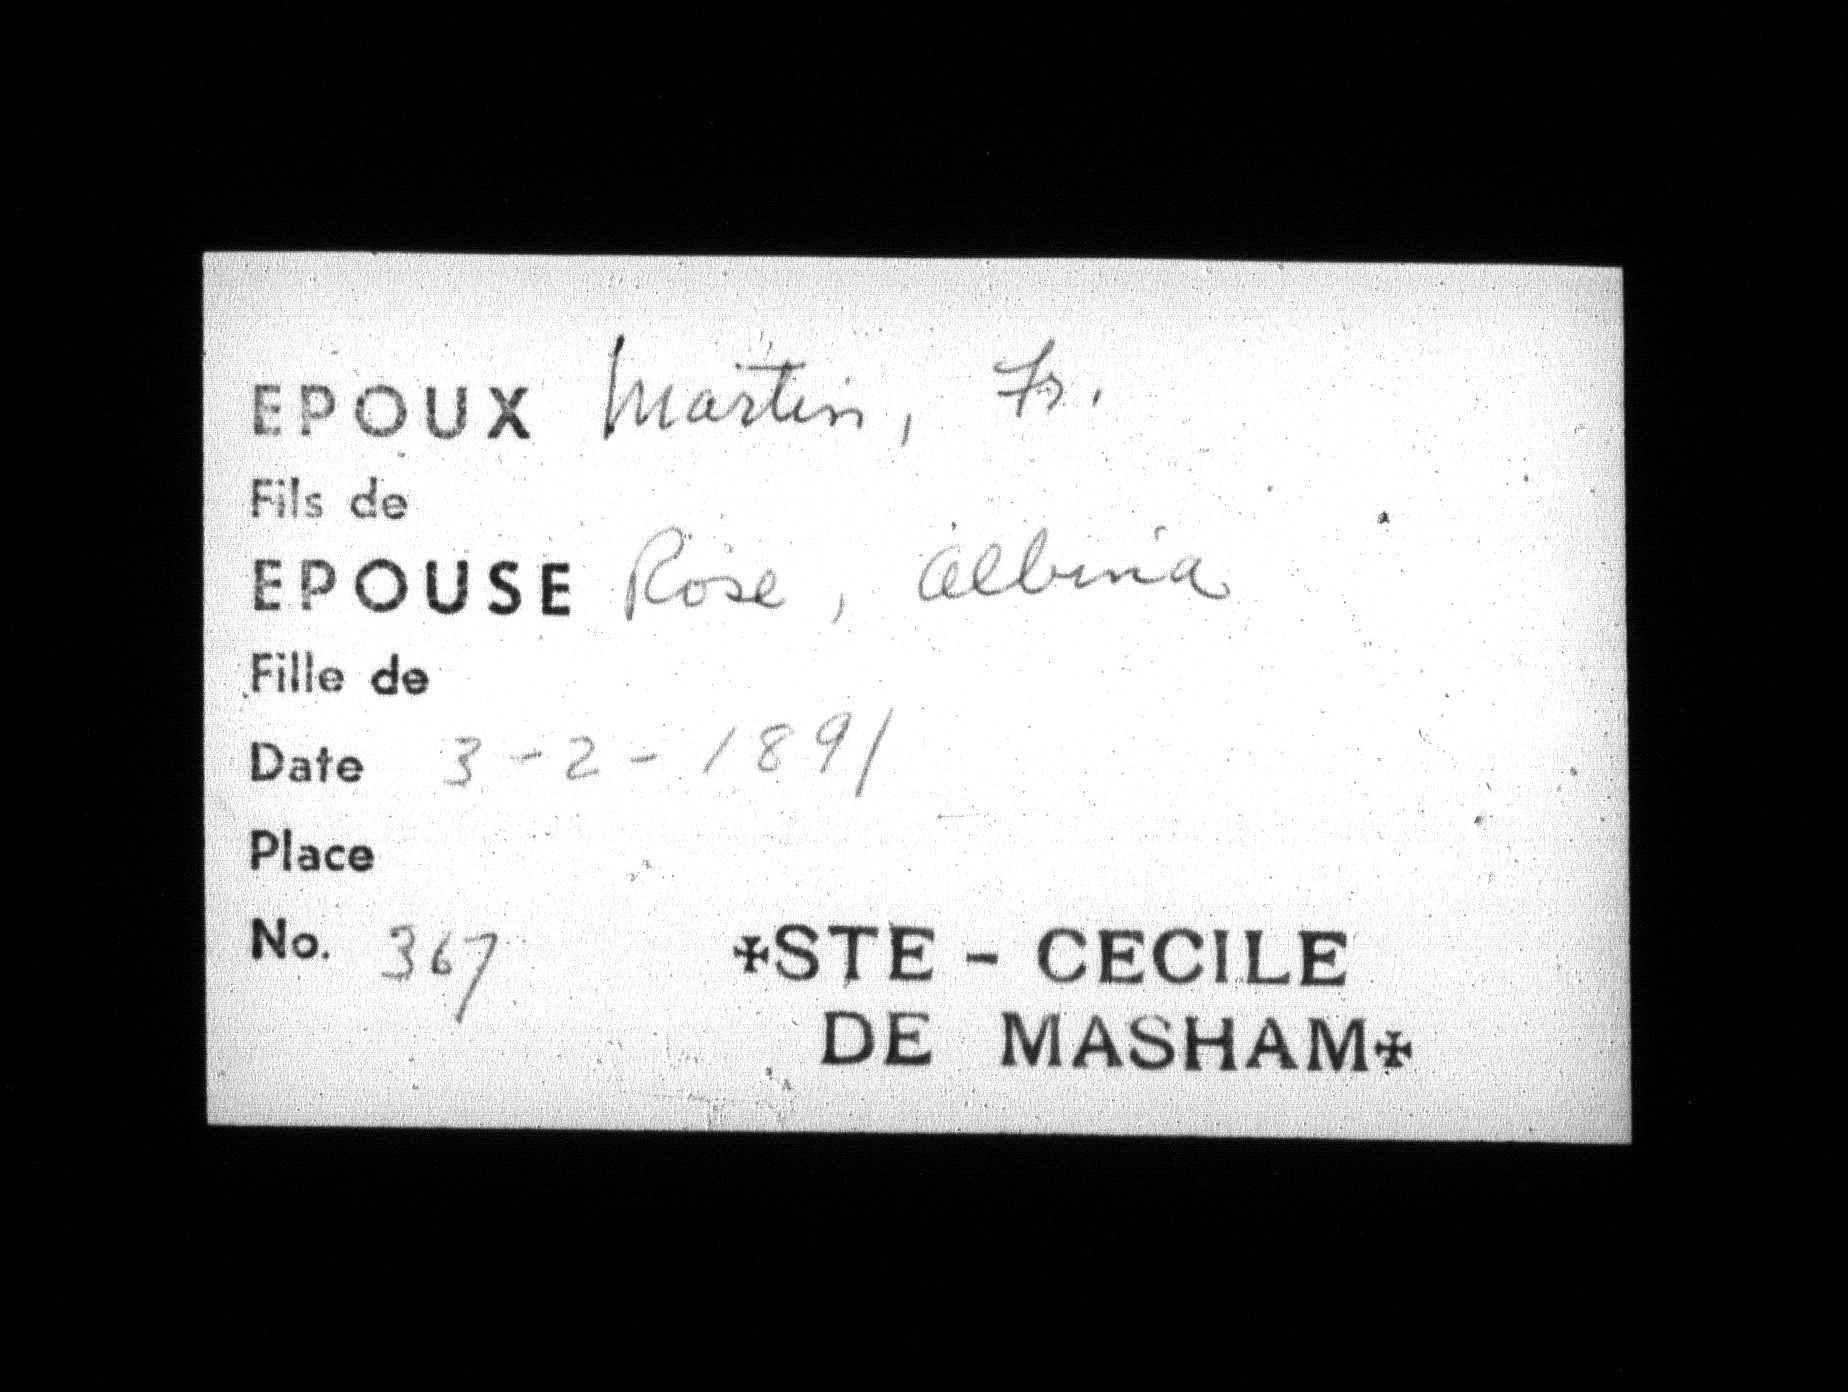 EPOUX Martin, Fr.
Fils de
EPOUSE Rose, Albina
Fille de
Date 3-2-1891
Place
No. 367
✠STE - CECILE
DE MASHAM✠